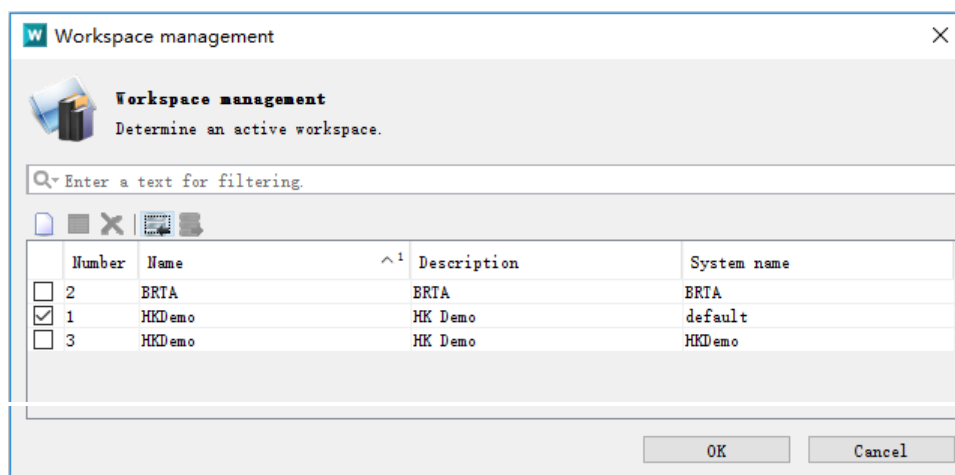 W Workspace management
Workspace management
Determine an active workspace.
Enter a text for filtering.
Number Name 1 Description System name
2 BRTA BRTA BRTA
1 HKDemo HK Demo default
3 HKDemo HK Demo HKDemo
OK Cancel